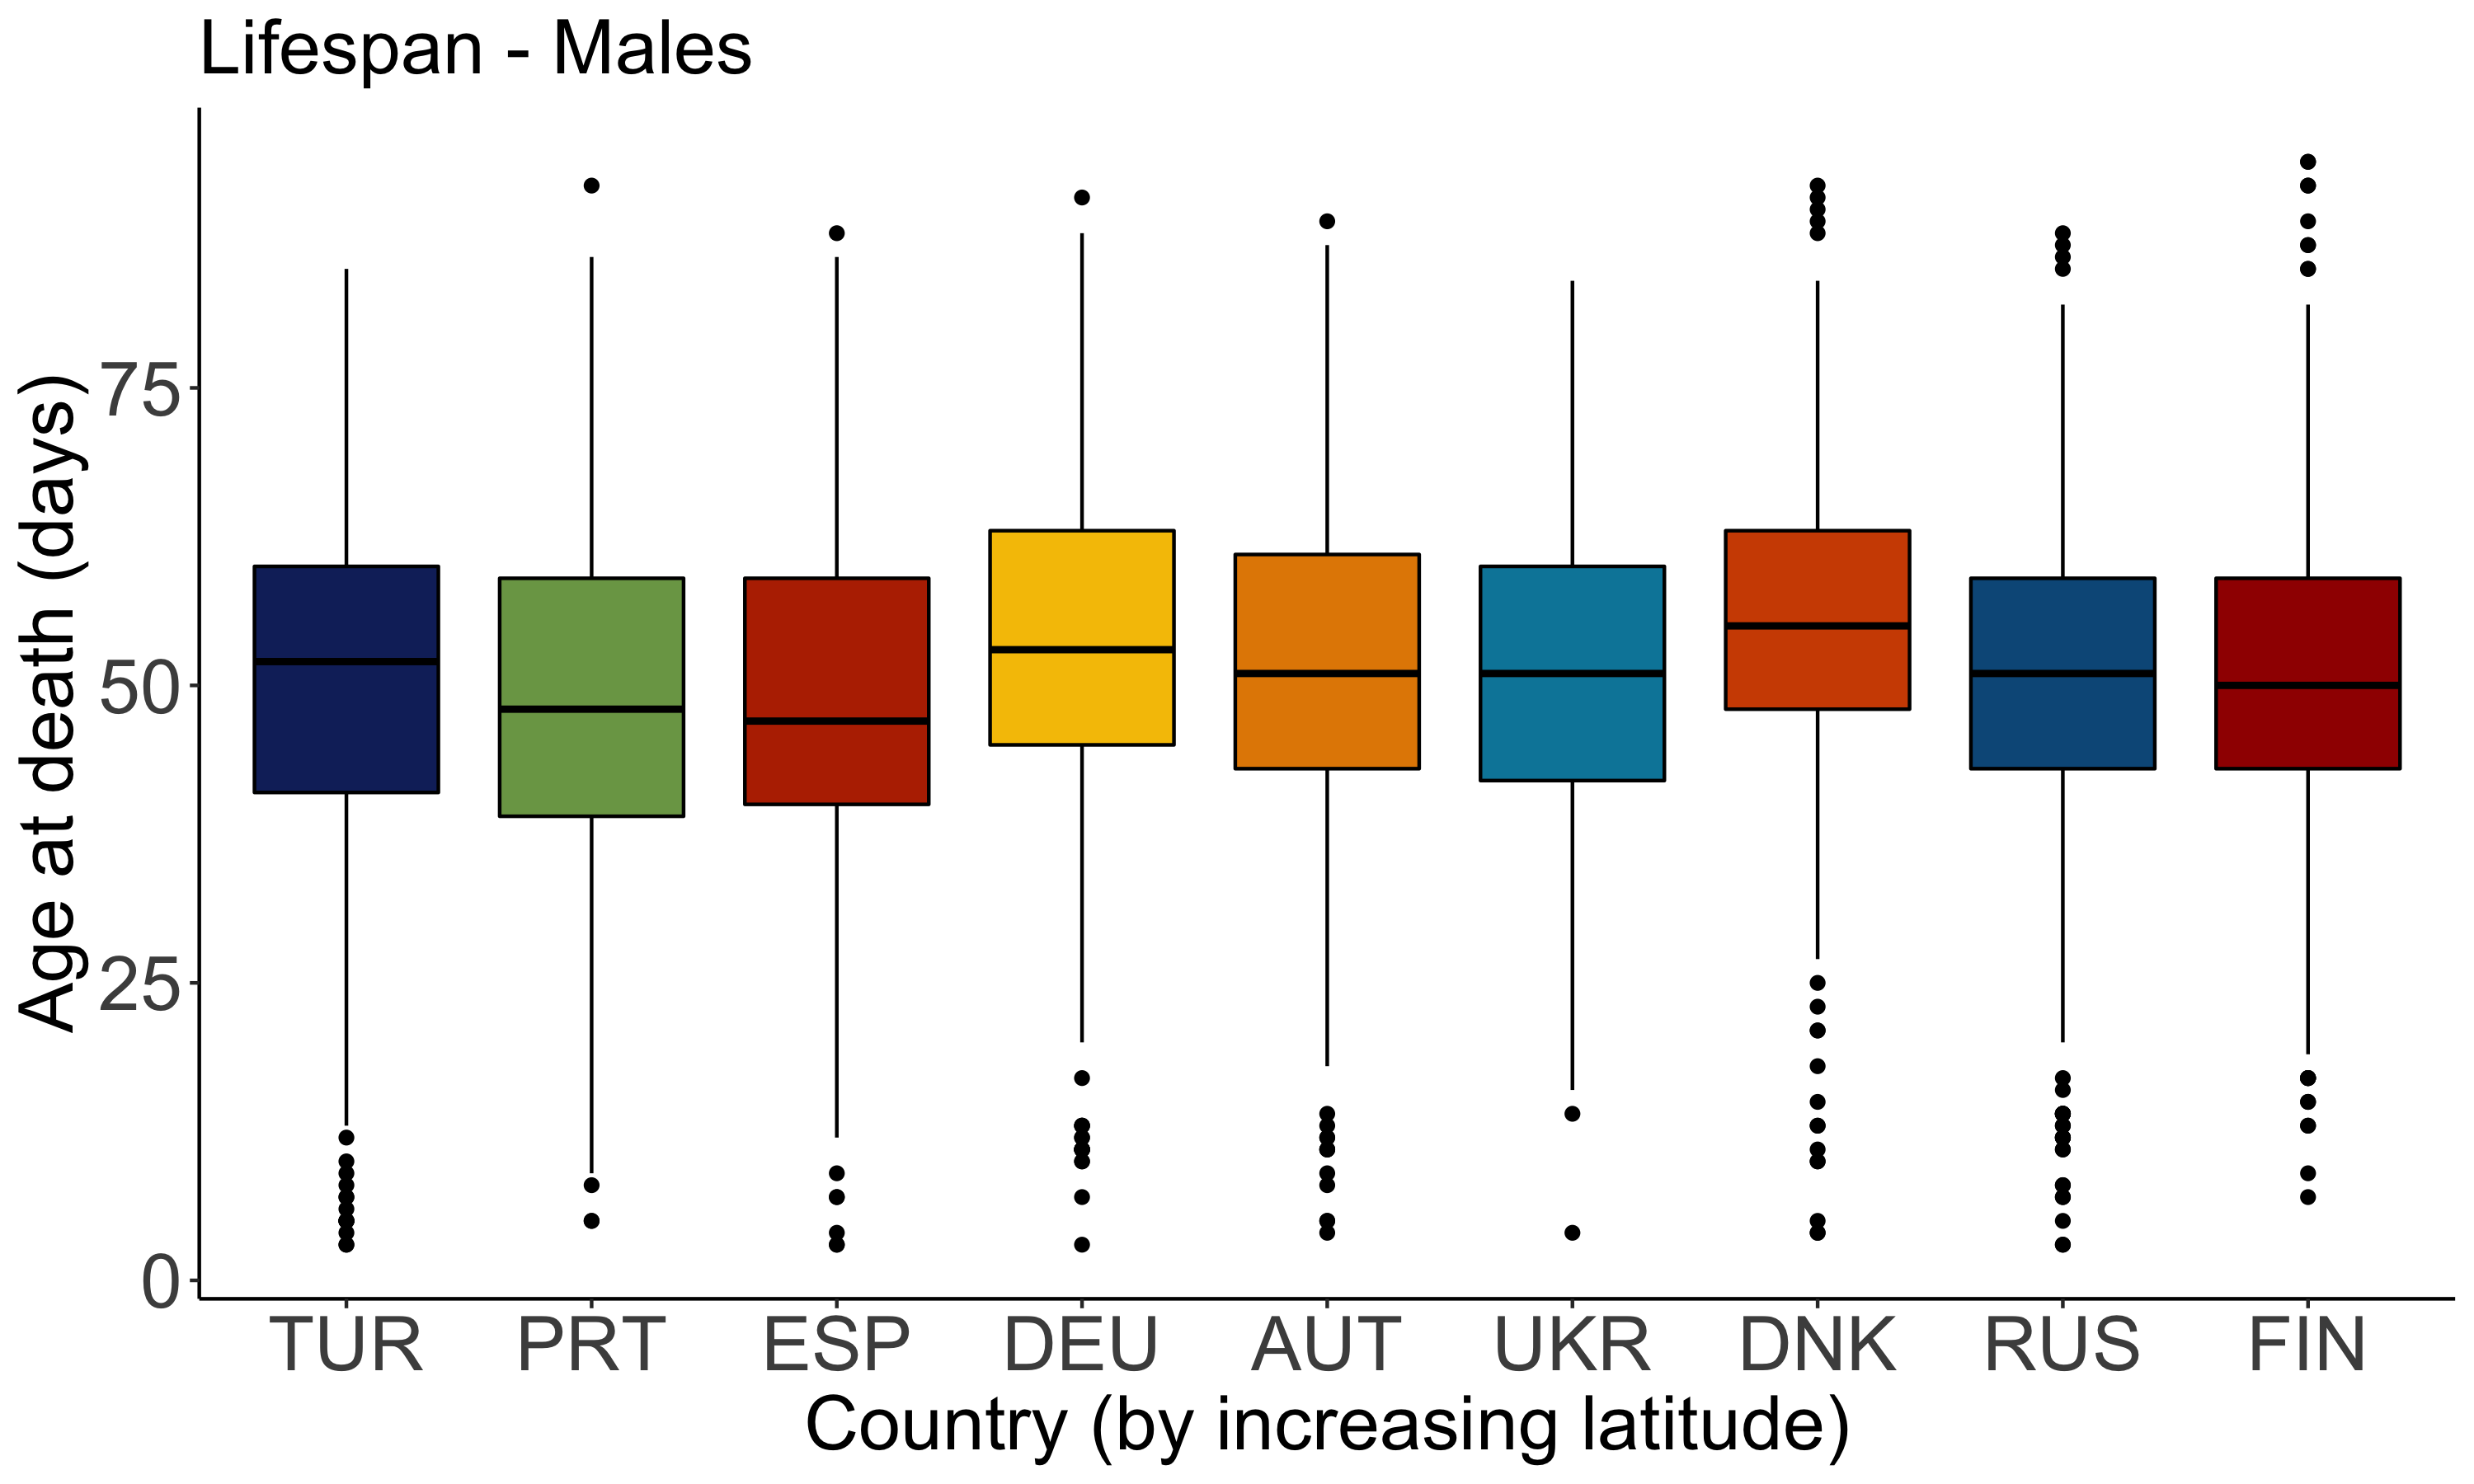 Lifespan - Males
Age at death (days)
75
50
25
0
TUR PRT ESP DEU AUT UKR DNK RUS FIN
Country (by increasing latitude)